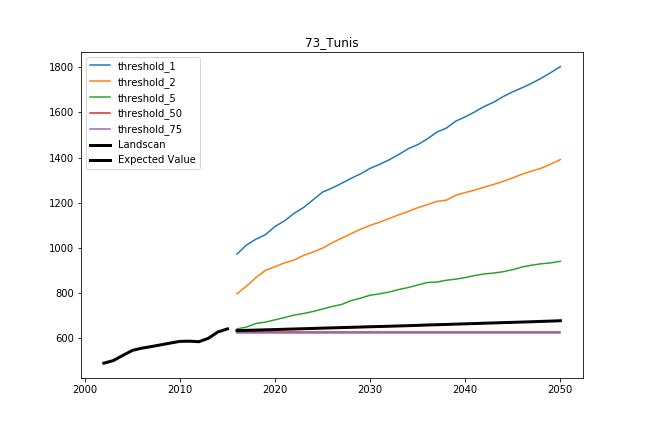 73_Tunis
threshold_1
threshold_2
threshold_5
threshold_50
threshold_75
Landscan
Expected Value
1800
1600
1400
1200
1000
800
600
2000 2010 2020 2030 2040 2050